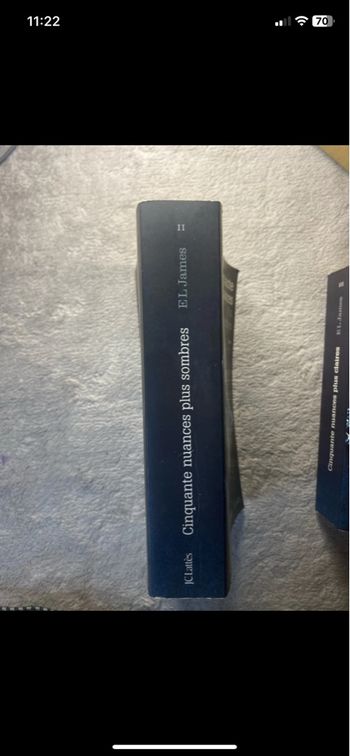 11:22
70
JC Lattès
Cinquante nuances plus sombres
E L James
II
Cinquante nuances plus claires
E L James
III